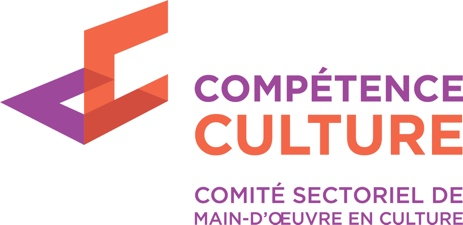 COMPÉTENCE
CULTURE
COMITÉ SECTORIEL DE
MAIN-D'ŒUVRE EN CULTURE